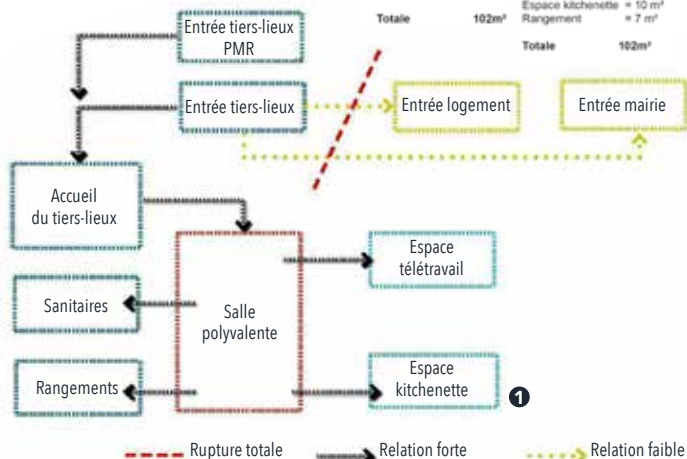 Espace kitchenette = 10 m²
Totale 102m² Rangement = 7 m²
Totale 102m²
Entrée tiers-lieux
PMR
Entrée tiers-lieux
Entrée logement
Entrée mairie
Accueil
du tiers-lieux
Espace
télétravail
Sanitaires
Salle
polyvalente
Rangements
Espace
kitchenette
1
Rupture totale
Relation forte
Relation faible